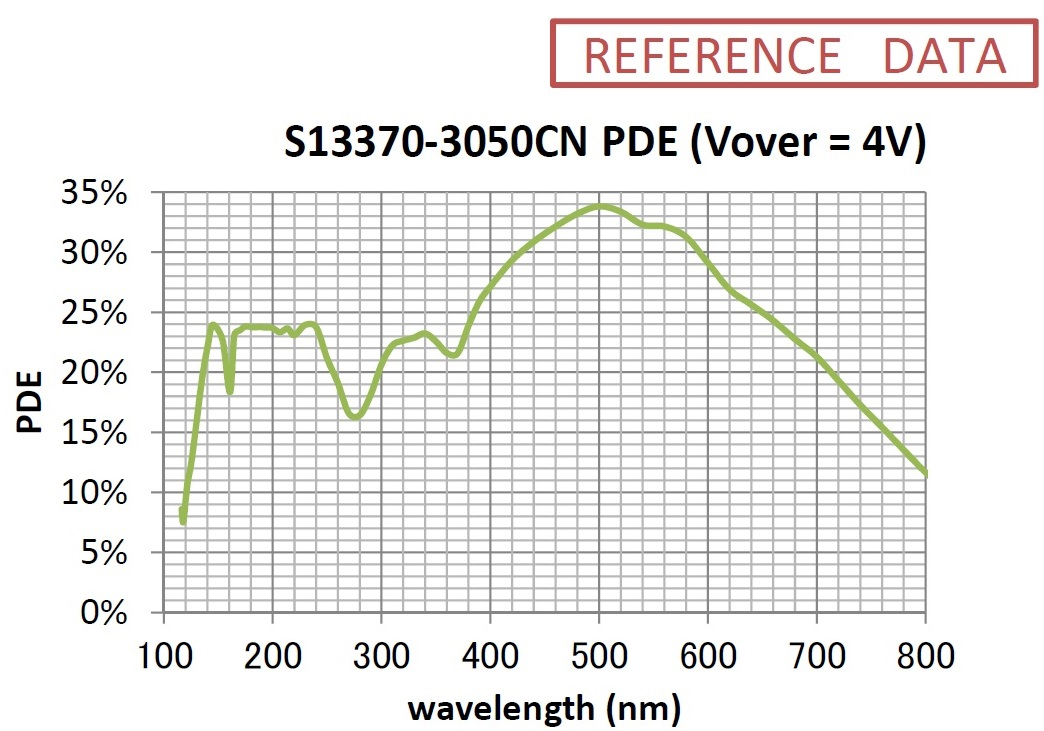 REFERENCE DATA
S13370-3050CN PDE (Vover = 4V)
35%
30%
25%
20%
15%
10%
5%
0%
PDE
100 200 300 400 500 600 700 800
wavelength (nm)